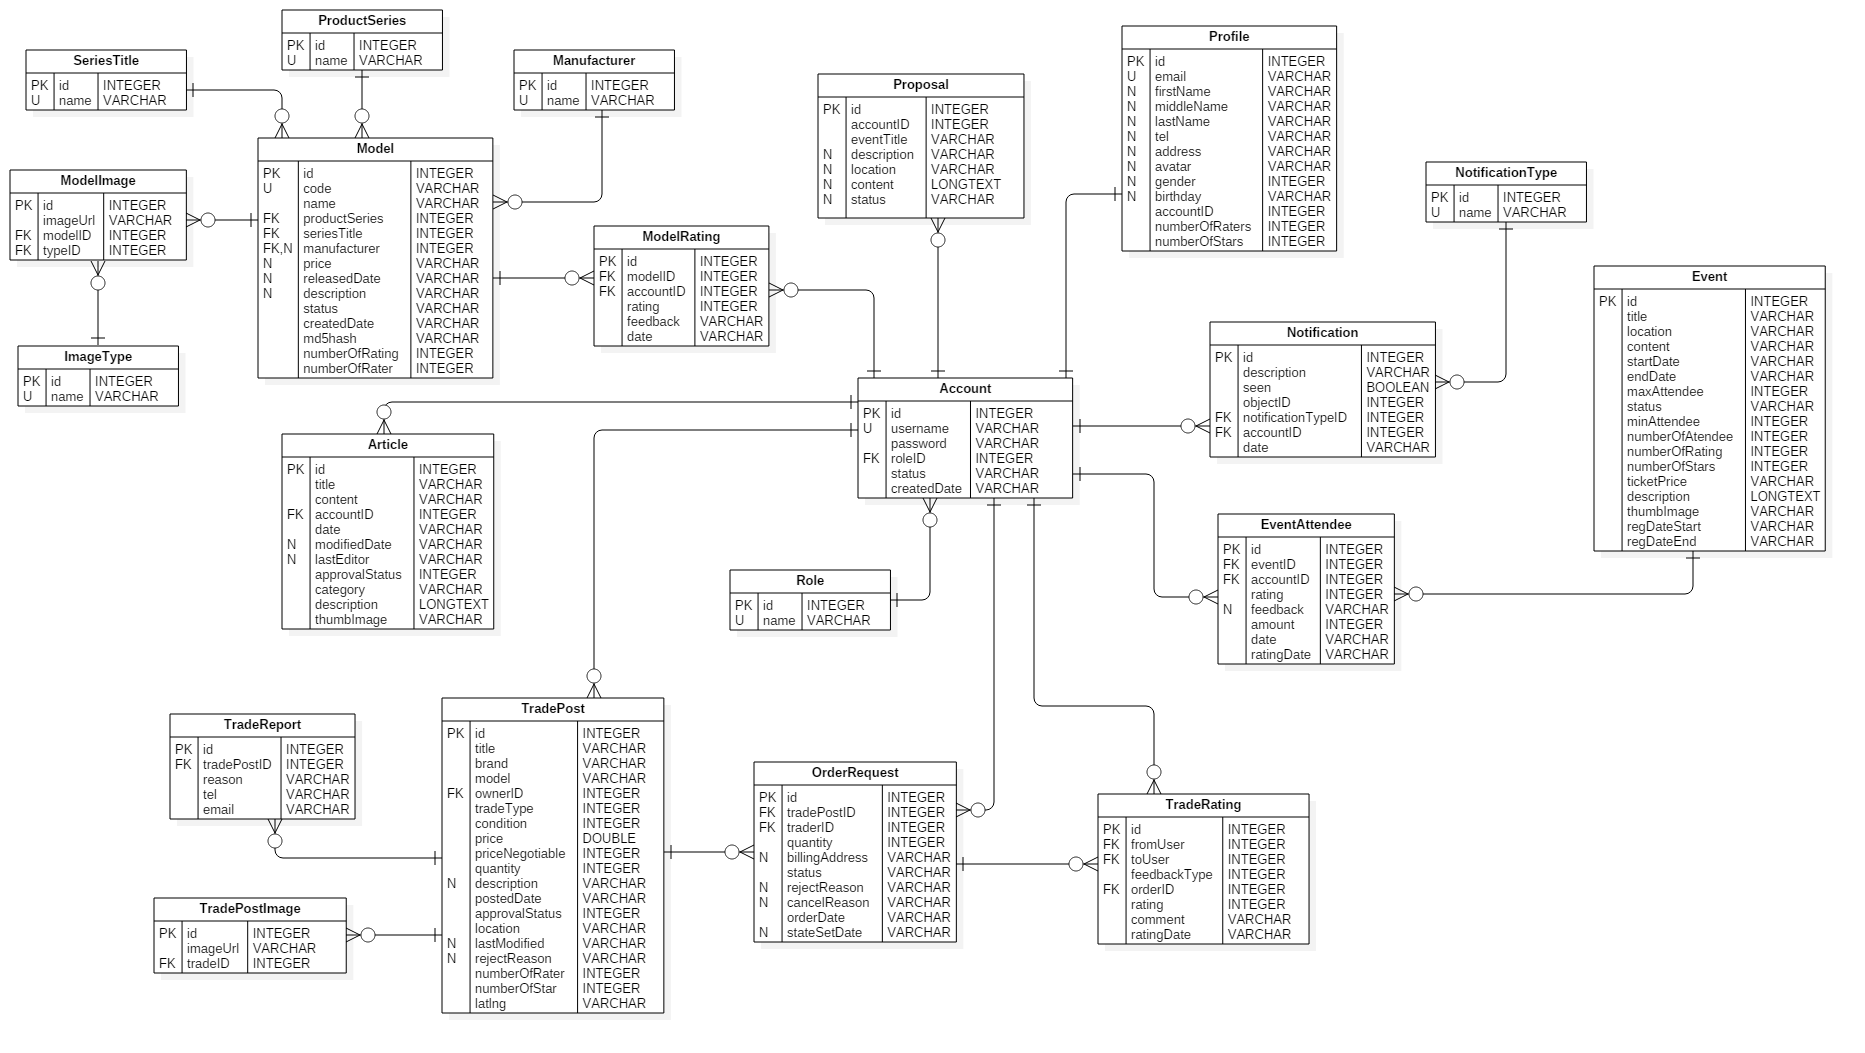 ProductSeries
PK id INTEGER
U name VARCHAR
SeriesTitle
PK id INTEGER
U name VARCHAR
Manufacturer
PK id INTEGER
U name VARCHAR
Model
PK id INTEGER
U code VARCHAR
name VARCHAR
FK productSeries INTEGER
FK seriesTitle INTEGER
FK,N manufacturer INTEGER
N price VARCHAR
N releasedDate VARCHAR
N description VARCHAR
status VARCHAR
createdDate VARCHAR
md5hash VARCHAR
numberOfRating INTEGER
numberOfRater INTEGER
ModelImage
PK id INTEGER
imageUrl VARCHAR
FK modelID INTEGER
FK typeID INTEGER
ImageType
PK id INTEGER
U name VARCHAR
ModelRating
PK id INTEGER
FK modelID INTEGER
FK accountID INTEGER
rating INTEGER
feedback VARCHAR
date VARCHAR
Proposal
PK id INTEGER
accountID INTEGER
eventTitle VARCHAR
N description VARCHAR
N location VARCHAR
N content LONGTEXT
N status VARCHAR
Profile
PK id INTEGER
U email VARCHAR
N firstName VARCHAR
N middleName VARCHAR
N lastName VARCHAR
N tel VARCHAR
N address VARCHAR
N avatar VARCHAR
N gender INTEGER
N birthday VARCHAR
accountID INTEGER
numberOfRaters INTEGER
numberOfStars INTEGER
NotificationType
PK id INTEGER
U name VARCHAR
Notification
PK id INTEGER
description VARCHAR
seen BOOLEAN
objectID INTEGER
FK notificationTypeID INTEGER
FK accountID INTEGER
date VARCHAR
Event
PK id INTEGER
title VARCHAR
location VARCHAR
content VARCHAR
startDate VARCHAR
endDate VARCHAR
maxAttendee INTEGER
status VARCHAR
minAttendee INTEGER
numberOfAtendee INTEGER
numberOfRating INTEGER
numberOfStars INTEGER
ticketPrice VARCHAR
description LONGTEXT
thumbImage VARCHAR
regDateStart VARCHAR
regDateEnd VARCHAR
Account
PK id INTEGER
U username VARCHAR
password VARCHAR
FK roleID INTEGER
status VARCHAR
createdDate VARCHAR
Article
PK id INTEGER
title VARCHAR
content VARCHAR
FK accountID INTEGER
date VARCHAR
N modifiedDate VARCHAR
N lastEditor VARCHAR
approvalStatus INTEGER
category VARCHAR
description LONGTEXT
thumbImage VARCHAR
EventAttendee
PK id INTEGER
FK eventID INTEGER
FK accountID INTEGER
rating INTEGER
N feedback VARCHAR
amount INTEGER
date VARCHAR
ratingDate VARCHAR
Role
PK id INTEGER
U name VARCHAR
TradeReport
PK id INTEGER
FK tradePostID INTEGER
reason VARCHAR
tel VARCHAR
email VARCHAR
TradePost
PK id INTEGER
title VARCHAR
brand VARCHAR
model VARCHAR
FK ownerID INTEGER
tradeType INTEGER
condition INTEGER
price DOUBLE
priceNegotiable INTEGER
quantity INTEGER
N description VARCHAR
postedDate VARCHAR
approvalStatus INTEGER
location VARCHAR
N lastModified VARCHAR
N rejectReason VARCHAR
numberOfRater INTEGER
numberOfStar INTEGER
latlng VARCHAR
TradePostImage
PK id INTEGER
imageUrl VARCHAR
FK tradeID INTEGER
OrderRequest
PK id INTEGER
FK tradePostID INTEGER
FK traderID INTEGER
quantity INTEGER
N billingAddress VARCHAR
status VARCHAR
N rejectReason VARCHAR
N cancelReason VARCHAR
orderDate VARCHAR
N stateSetDate VARCHAR
TradeRating
PK id INTEGER
FK fromUser INTEGER
FK toUser INTEGER
feedbackType INTEGER
FK orderID INTEGER
rating INTEGER
comment VARCHAR
ratingDate VARCHAR